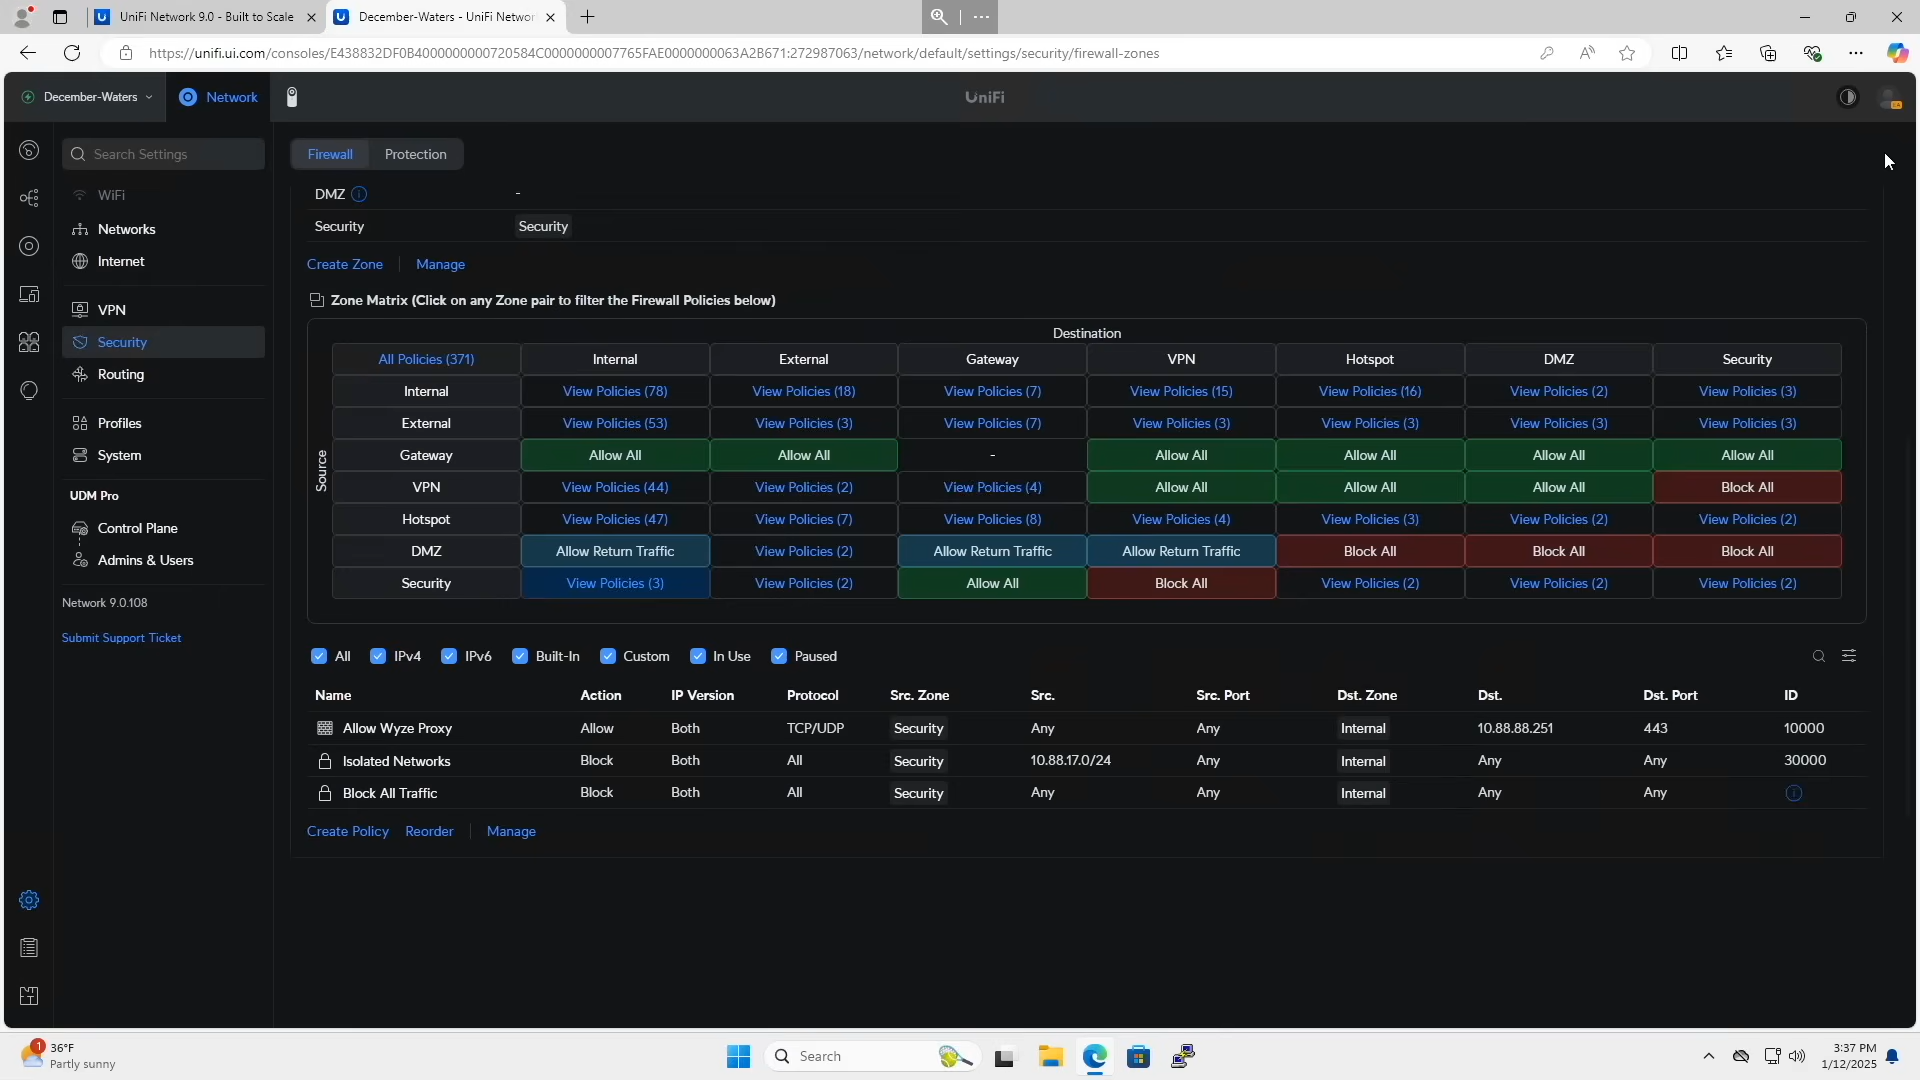 UniFi Network 9.0 - Built to Scale
December-Waters - UniFi Networ
https://unifi.ui.com/consoles/E438832DF0B4000000000720584C0000000007765FAE0000000063A2B671:272987063/network/default/settings/security/firewall-zones
December-Waters
Network
UniFi
Search Settings
WiFi
Networks
Internet
VPN
Security
Routing
Profiles
System
UDM Pro
Control Plane
Admins & Users
Network 9.0.108
Submit Support Ticket
Firewall Protection
DMZ -
Security Security
Create Zone Manage
Zone Matrix (Click on any Zone pair to filter the Firewall Policies below)
Destination
Source
All Policies (371) Internal External Gateway VPN Hotspot DMZ Security
Internal View Policies (78) View Policies (18) View Policies (7) View Policies (15) View Policies (16) View Policies (2) View Policies (3)
External View Policies (53) View Policies (3) View Policies (7) View Policies (3) View Policies (3) View Policies (3) View Policies (3)
Gateway Allow All Allow All - Allow All Allow All Allow All Allow All
VPN View Policies (44) View Policies (2) View Policies (4) Allow All Allow All Allow All Block All
Hotspot View Policies (47) View Policies (7) View Policies (8) View Policies (4) View Policies (3) View Policies (2) View Policies (2)
DMZ Allow Return Traffic View Policies (2) Allow Return Traffic Allow Return Traffic Block All Block All Block All
Security View Policies (3) View Policies (2) Allow All Block All View Policies (2) View Policies (2) View Policies (2)
All IPv4 IPv6 Built-In Custom In Use Paused
Name Action IP Version Protocol Src. Zone Src. Src. Port Dst. Zone Dst. Dst. Port ID
Allow Wyze Proxy Allow Both TCP/UDP Security Any Any Internal 10.88.88.251 443 10000
Isolated Networks Block Both All Security 10.88.17.0/24 Any Internal Any Any 30000
Block All Traffic Block Both All Security Any Any Internal Any Any
Create Policy Reorder Manage
1
36°F
Partly sunny
Search
3:37 PM
1/12/2025